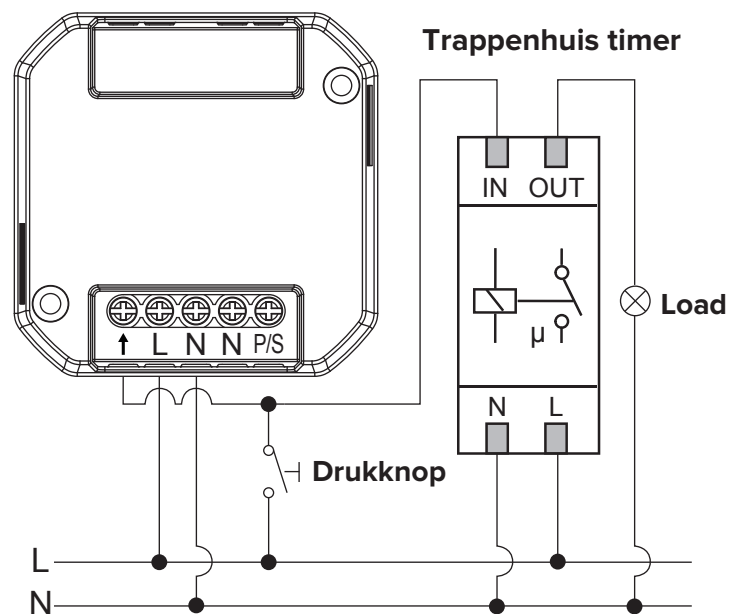 Trappenhuis timer
IN OUT
↑ L N N P/S
µ
Load
N L
Drukknop
L
N